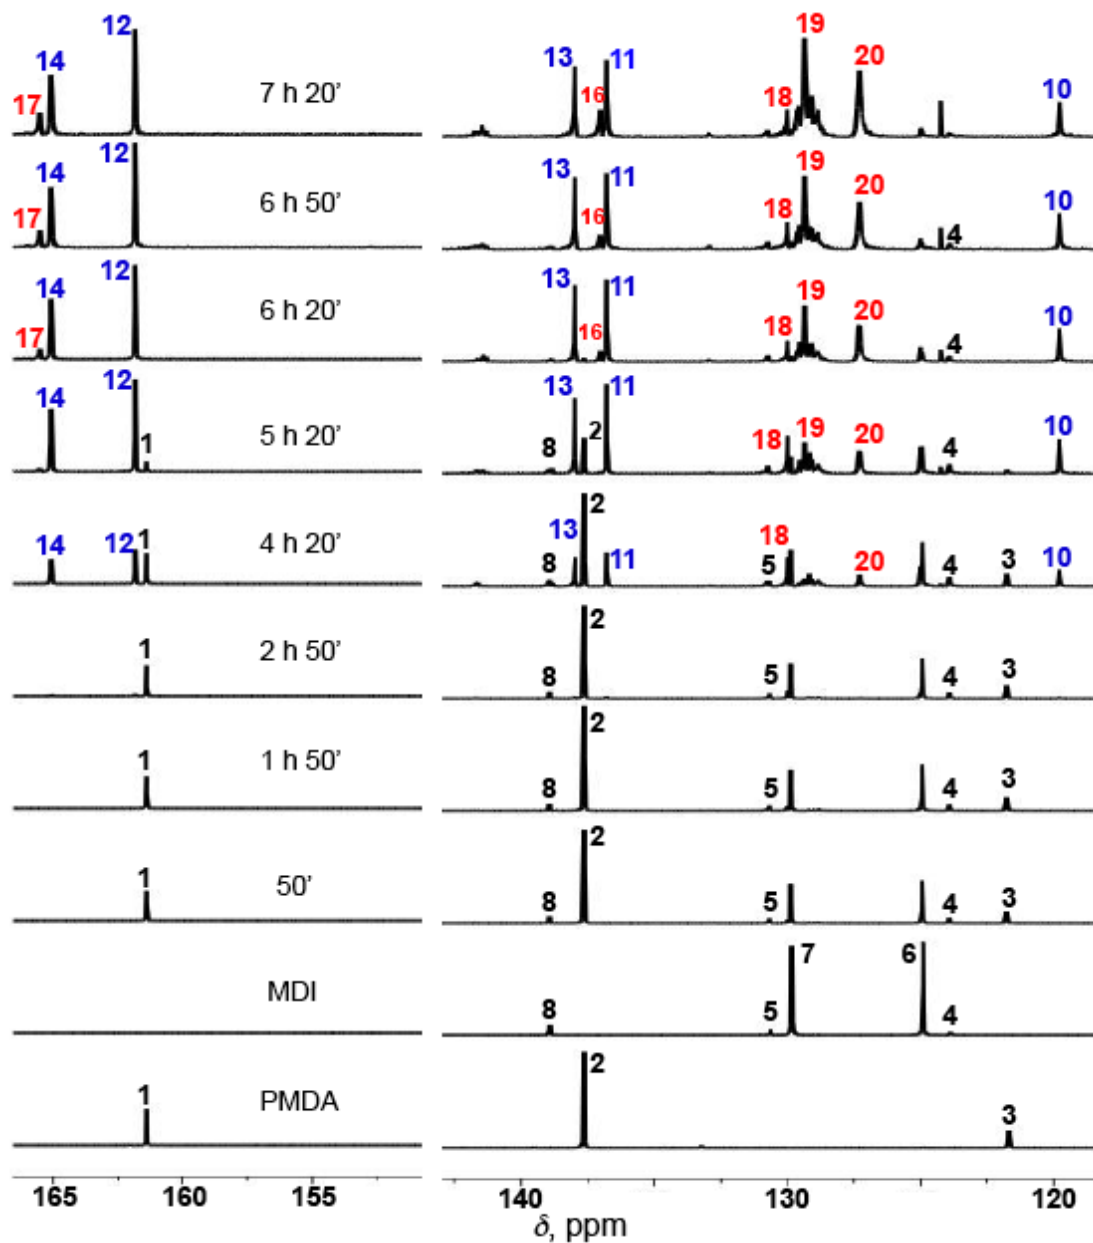 12 19
14 13 11 20
17 7 h 20' 16 18 10
12
14 13 11 19
17 6 h 50' 16 18 20 4 10
12
14 13 11 19
17 6 h 20' 16 18 20 4 10
12
14 1 5 h 20' 13 11 8 2 18 19 20 4 10
2
14 12 1 4 h 20' 13 8 11 18 5 20 4 3 10
1 2 h 50' 2 8 5 4 3
1 1 h 50' 2 8 5 4 3
1 50' 2 8 5 4 3
MDI 8 5 7 6 4
1 PMDA 2 3
165 160 155 140 130 120
δ, ppm